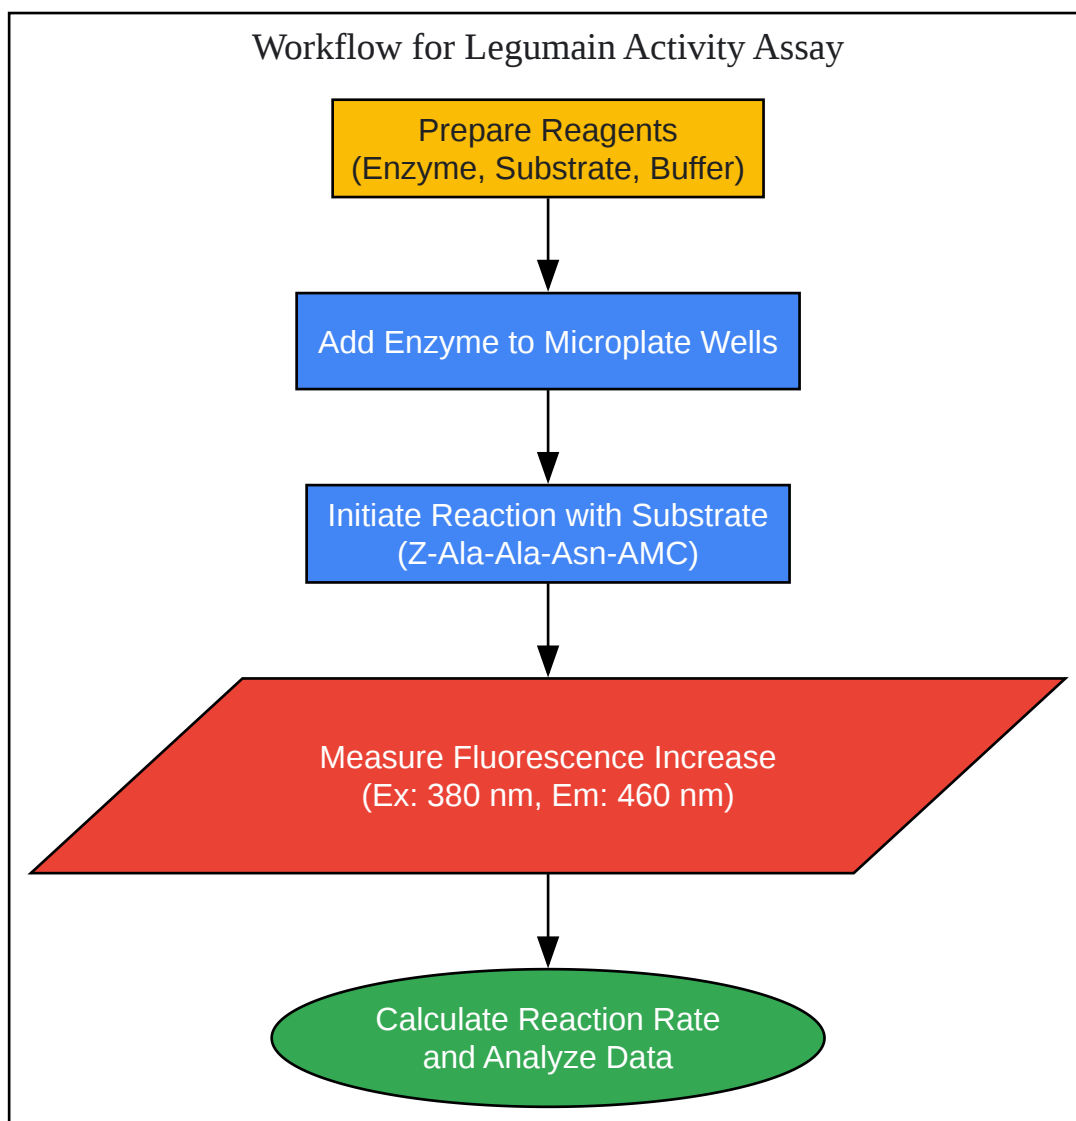 Workflow for Legumain Activity Assay
Prepare Reagents
(Enzyme, Substrate, Buffer)
Add Enzyme to Microplate Wells
Initiate Reaction with Substrate
(Z-Ala-Ala-Asn-AMC)
Measure Fluorescence Increase
(Ex: 380 nm, Em: 460 nm)
Calculate Reaction Rate
and Analyze Data